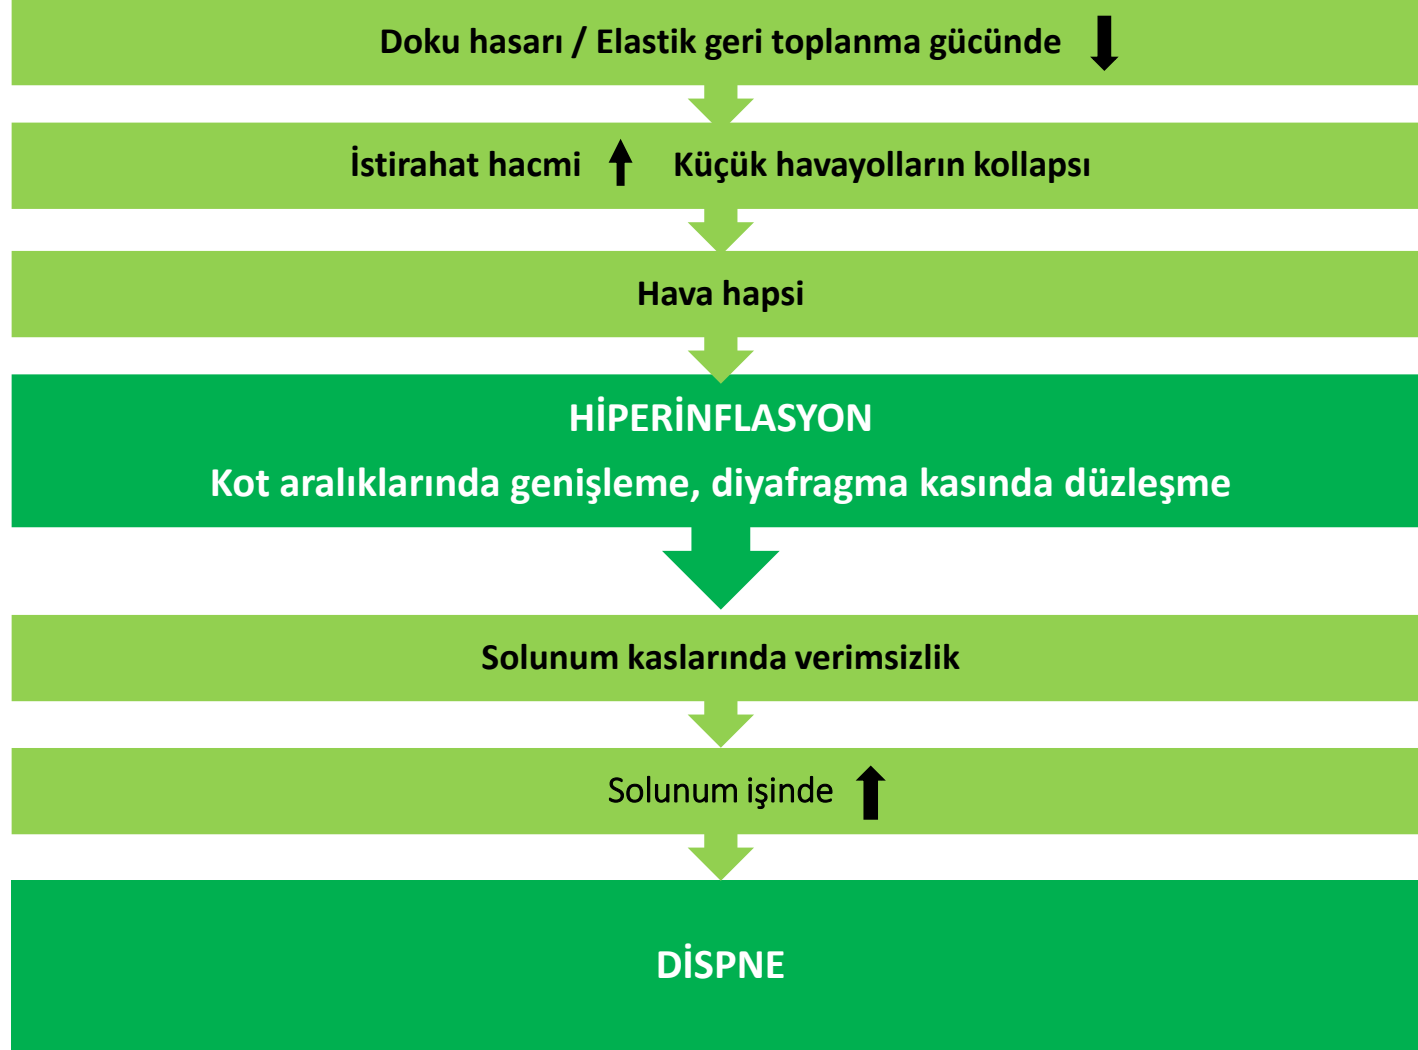 Doku hasarı / Elastik geri toplanma gücünde
İstirahat hacmi Küçük havayolların kollapsı
Hava hapsi
HİPERİNFLASYON
Kot aralıklarında genişleme, diyafragma kasında düzleşme
Solunum kaslarında verimsizlik
Solunum işinde
DİSPNE